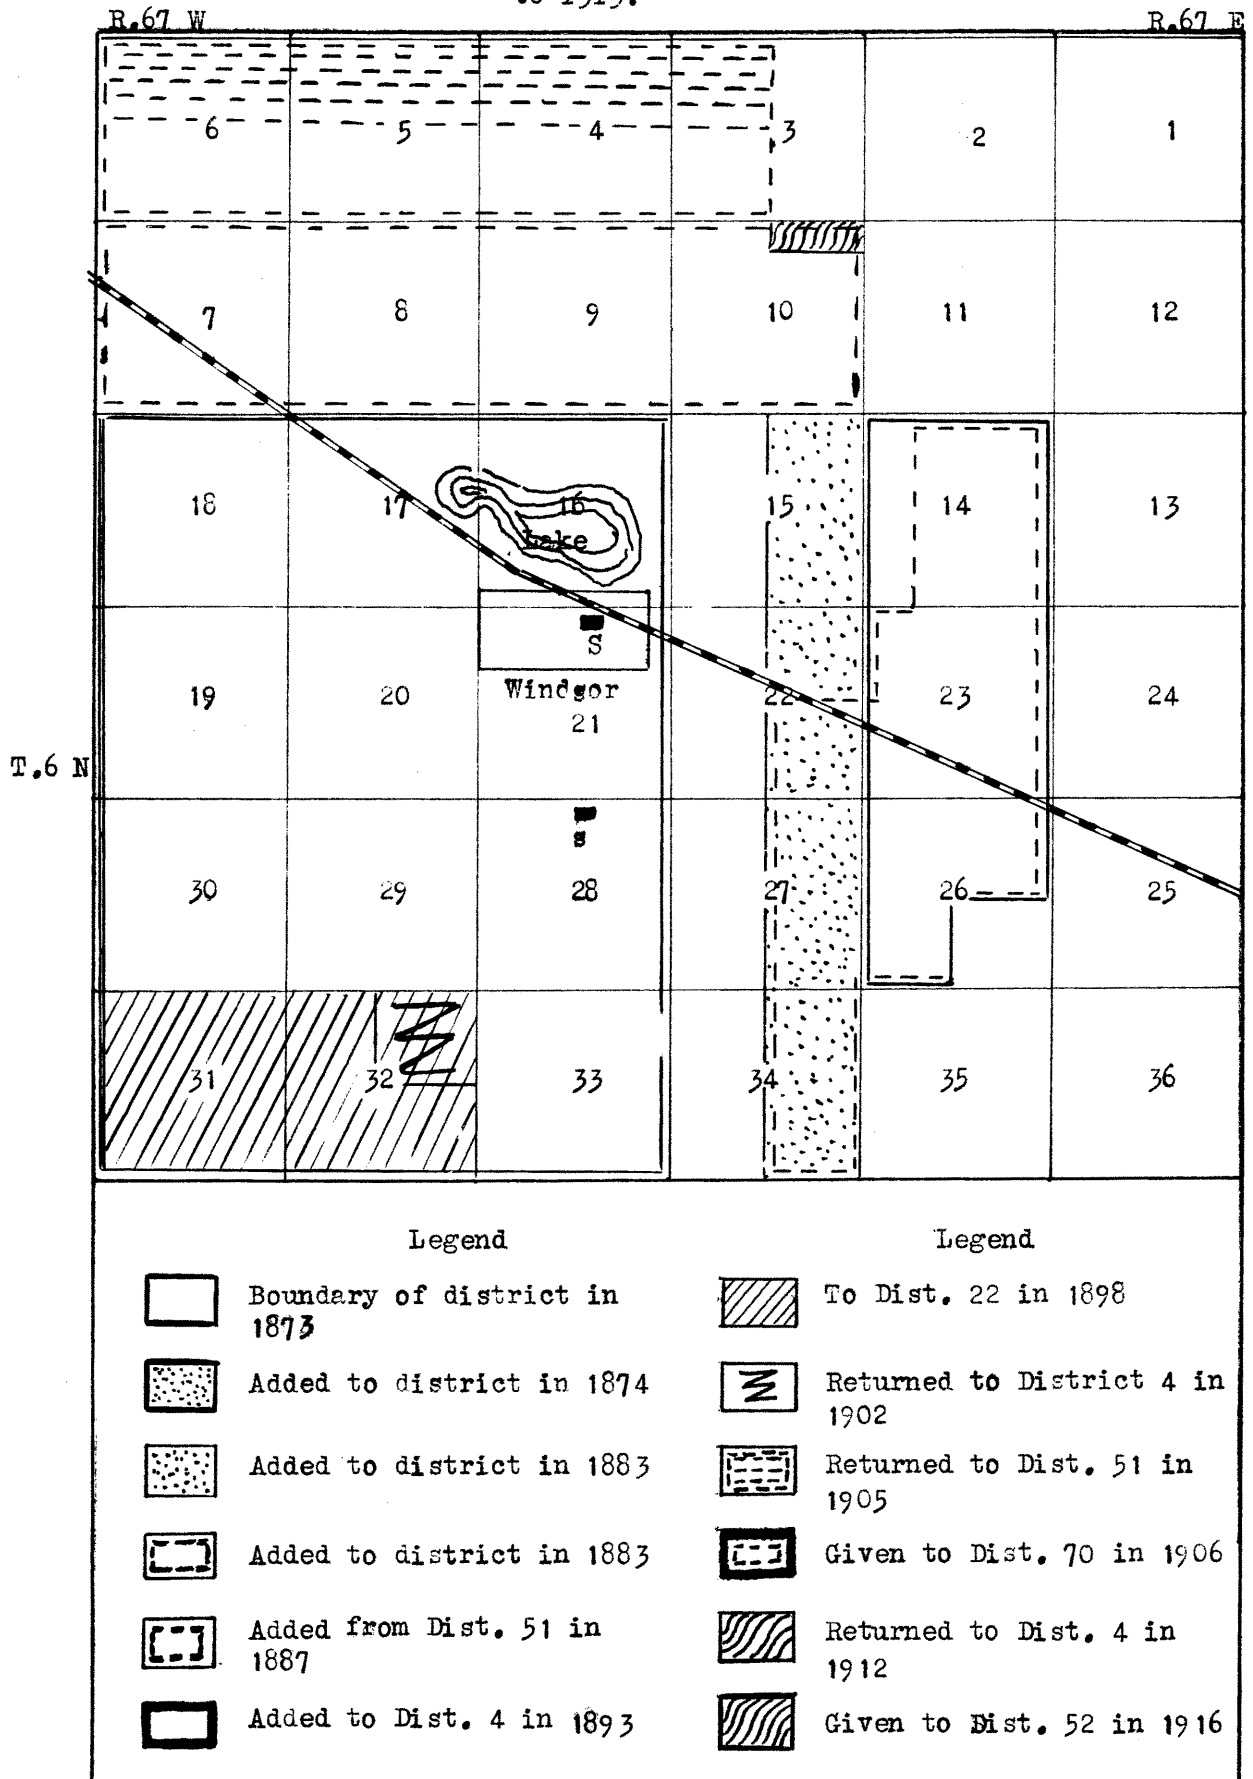 to 1919.
R.67 W R.67 E
6 5 4 3 2 1
7 8 9 10 11 12
18 17 16 15 14 13
Lake
S
19 20 Windsor 22 23 24
21
T.6 N
s
30 29 28 27 26 25
31 32 33 34 35 36
Legend
Boundary of district in
1873
Added to district in 1874
Added to district in 1883
Added to district in 1883
Added from Dist. 51 in
1887
Added to Dist. 4 in 1893
Legend
To Dist. 22 in 1898
Returned to District 4 in
1902
Returned to Dist. 51 in
1905
Given to Dist. 70 in 1906
Returned to Dist. 4 in
1912
Given to Dist. 52 in 1916